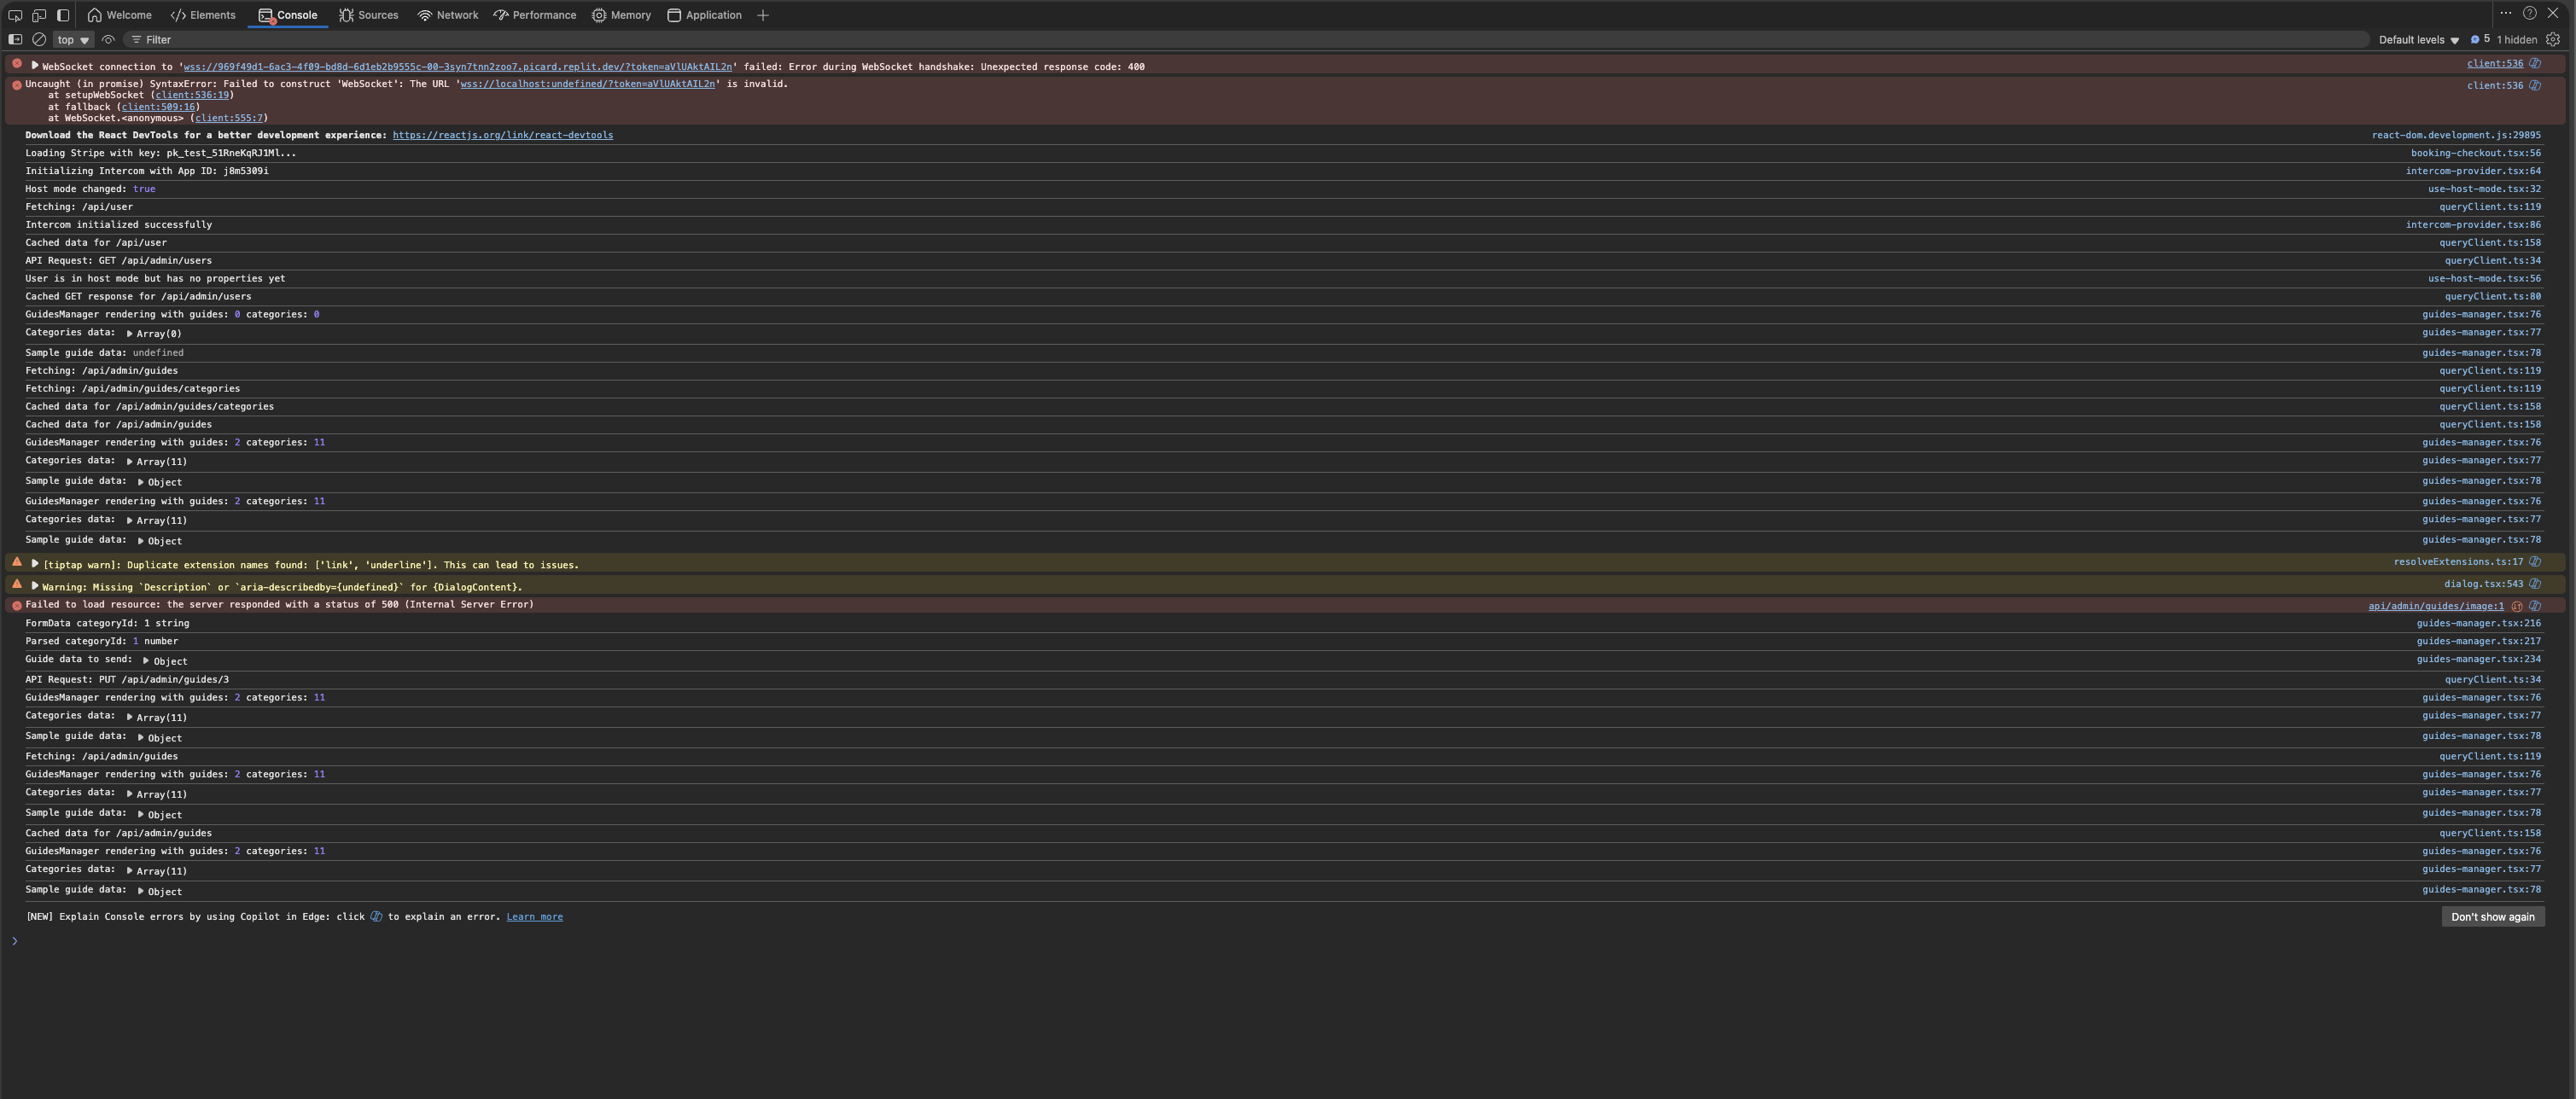 Welcome Elements Console Sources Network Performance Memory Application
top Filter Default levels 5 1 hidden
WebSocket connection to 'wss://969f49d1-6ac3-4f09-bd8d-6d1eb2b9555c-00-3syn7tnn2zoo7.picard.replit.dev/?token=aVlUAktAIL2n' failed: Error during WebSocket handshake: Unexpected response code: 400 client:536
Uncaught (in promise) SyntaxError: Failed to construct 'WebSocket': The URL 'wss://localhost:undefined/?token=aVlUAktAIL2n' is invalid. client:536
at setupWebSocket (client:536:19)
at fallback (client:509:16)
at WebSocket.<anonymous> (client:555:7)
Download the React DevTools for a better development experience: https://reactjs.org/link/react-devtools react-dom.development.js:29895
Loading Stripe with key: pk_test_51RneKqRJ1Ml... booking-checkout.tsx:56
Initializing Intercom with App ID: j8m5309i intercom-provider.tsx:64
Host mode changed: true use-host-mode.tsx:32
Fetching: /api/user queryClient.ts:119
Intercom initialized successfully intercom-provider.tsx:86
Cached data for /api/user queryClient.ts:158
API Request: GET /api/admin/users queryClient.ts:34
User is in host mode but has no properties yet use-host-mode.tsx:56
Cached GET response for /api/admin/users queryClient.ts:80
GuidesManager rendering with guides: 0 categories: 0 guides-manager.tsx:76
Categories data: Array(0) guides-manager.tsx:77
Sample guide data: undefined guides-manager.tsx:78
Fetching: /api/admin/guides queryClient.ts:119
Fetching: /api/admin/guides/categories queryClient.ts:119
Cached data for /api/admin/guides/categories queryClient.ts:158
Cached data for /api/admin/guides queryClient.ts:158
GuidesManager rendering with guides: 2 categories: 11 guides-manager.tsx:76
Categories data: Array(11) guides-manager.tsx:77
Sample guide data: Object guides-manager.tsx:78
GuidesManager rendering with guides: 2 categories: 11 guides-manager.tsx:76
Categories data: Array(11) guides-manager.tsx:77
Sample guide data: Object guides-manager.tsx:78
[tiptap warn]: Duplicate extension names found: ['link', 'underline']. This can lead to issues. resolveExtensions.ts:17
Warning: Missing `Description` or `aria-describedby={undefined}` for {DialogContent}. dialog.tsx:543
Failed to load resource: the server responded with a status of 500 (Internal Server Error) api/admin/guides/image:1
FormData categoryId: 1 string guides-manager.tsx:216
Parsed categoryId: 1 number guides-manager.tsx:217
Guide data to send: Object guides-manager.tsx:234
API Request: PUT /api/admin/guides/3 queryClient.ts:34
GuidesManager rendering with guides: 2 categories: 11 guides-manager.tsx:76
Categories data: Array(11) guides-manager.tsx:77
Sample guide data: Object guides-manager.tsx:78
Fetching: /api/admin/guides queryClient.ts:119
GuidesManager rendering with guides: 2 categories: 11 guides-manager.tsx:76
Categories data: Array(11) guides-manager.tsx:77
Sample guide data: Object guides-manager.tsx:78
Cached data for /api/admin/guides queryClient.ts:158
GuidesManager rendering with guides: 2 categories: 11 guides-manager.tsx:76
Categories data: Array(11) guides-manager.tsx:77
Sample guide data: Object guides-manager.tsx:78
[NEW] Explain Console errors by using Copilot in Edge: click to explain an error. Learn more Don't show again